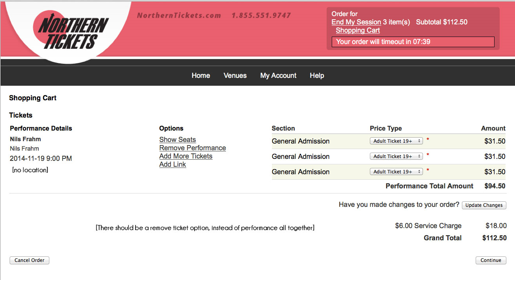 NORTHERN
TICKETS
NorthernTickets.com 1.855.551.9747
Order for
End My Session 3 item(s) Subtotal $112.50
Shopping Cart
Your order will timeout in 07:39
Home Venues My Account Help
Shopping Cart
Tickets
Performance Details Options Section Price Type Amount
Nils Frahm Show Seats General Admission Adult Ticket 19+ * $31.50
Nils Frahm Remove Performance
2014-11-19 9:00 PM Add More Tickets General Admission Adult Ticket 19+ * $31.50
[no location] Add Link General Admission Adult Ticket 19+ * $31.50
Performance Total Amount $94.50
Have you made changes to your order? Update Changes
[There should be a remove ticket option, instead of performance all together] $6.00 Service Charge $18.00
Grand Total $112.50
Cancel Order Continue